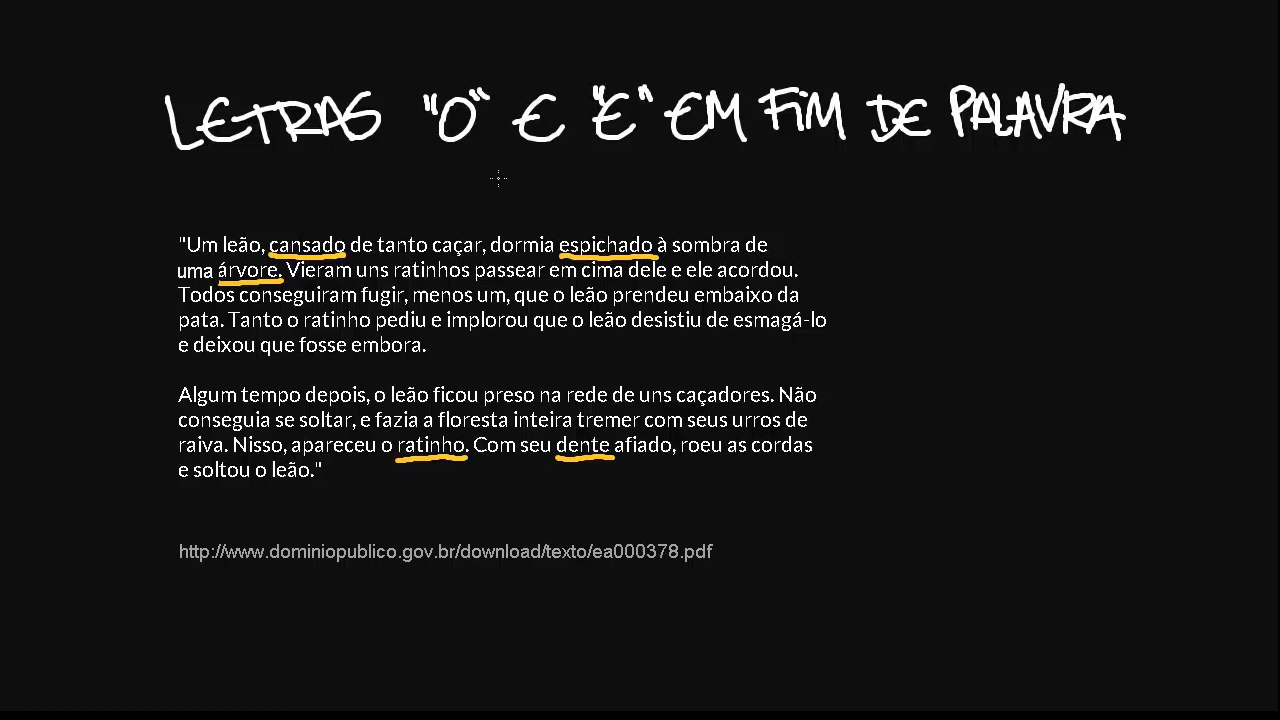 LETRAS "O" E "E" EM FIM DE PALAVRA
"Um leão, cansado de tanto caçar, dormia espichado à sombra de
uma árvore. Vieram uns ratinhos passear em cima dele e ele acordou.
Todos conseguiram fugir, menos um, que o leão prendeu embaixo da
pata. Tanto o ratinho pediu e implorou que o leão desistiu de esmagá-lo
e deixou que fosse embora.
Algum tempo depois, o leão ficou preso na rede de uns caçadores. Não
conseguia se soltar, e fazia a floresta inteira tremer com seus urros de
raiva. Nisso, apareceu o ratinho. Com seu dente afiado, roeu as cordas
e soltou o leão."
http://www.dominiopublico.gov.br/download/texto/ea000378.pdf